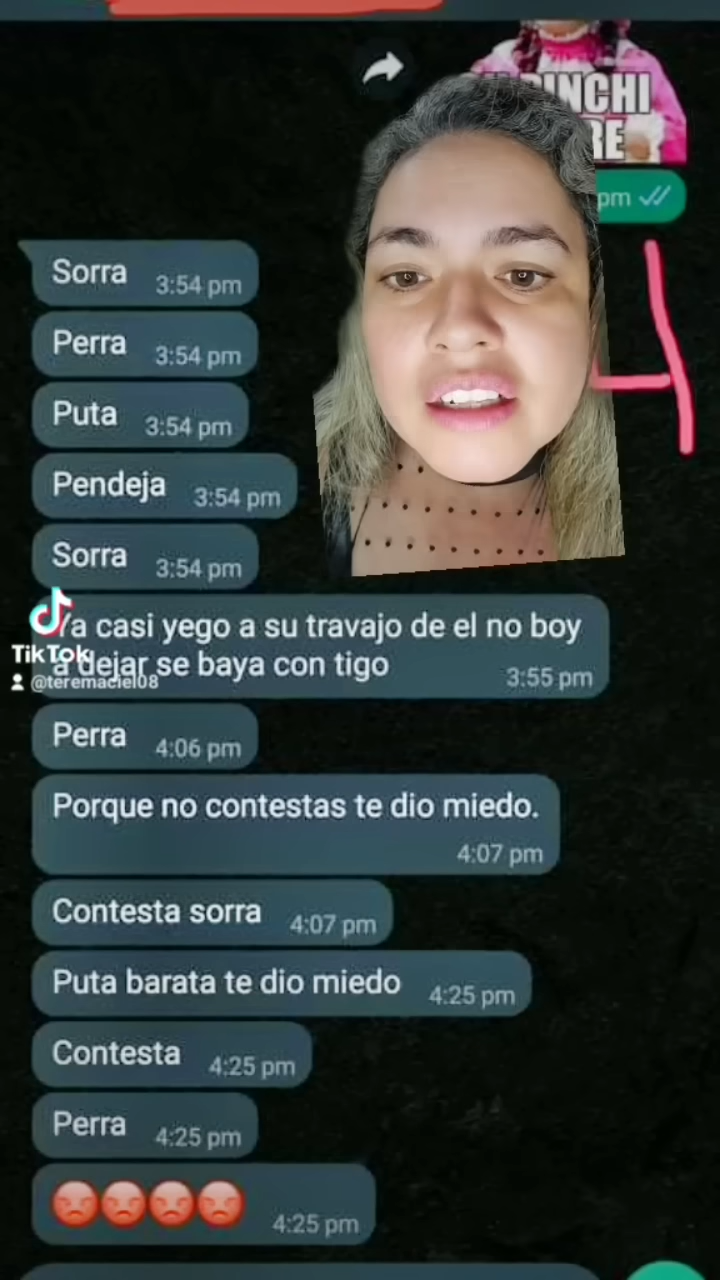 PINCHI
RE
pm
4
Sorra 3:54 pm
Perra 3:54 pm
Puta 3:54 pm
Pendeja 3:54 pm
Sorra 3:54 pm
Ya casi yego a su travajo de el no boy
a dejar se baya con tigo 3:55 pm
TikTok
@teremaciel08
Perra 4:06 pm
Porque no contestas te dio miedo.
4:07 pm
Contesta sorra 4:07 pm
Puta barata te dio miedo 4:25 pm
Contesta 4:25 pm
Perra 4:25 pm
4:25 pm